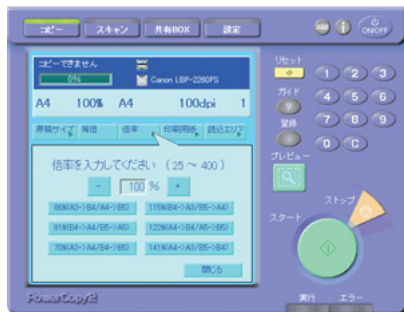 コピー スキャン 共有BOX 設定
ON/OFF
コピーできません
0%
Canon LBP-2260PS
A4 100% A4 100dpi 1
原稿サイズ 等倍 倍率 印刷用紙 読込エリア
倍率を入力してください (25 ～ 400)
- 100 % +
86%(A3->B4/A4->B5) 115%(B4->A3/B5->A4)
81%(B4->A4/B5->A5) 122%(A4->B4/A5->B5)
70%(A3->A4/B4->B5) 141%(A4->A3/B5->B4)
閉じる
リセット
ガイド
登録
プレビュー
1 2 3
4 5 6
7 8 9
0 C
ストップ
スタート
実行 エラー
PowerCopy2